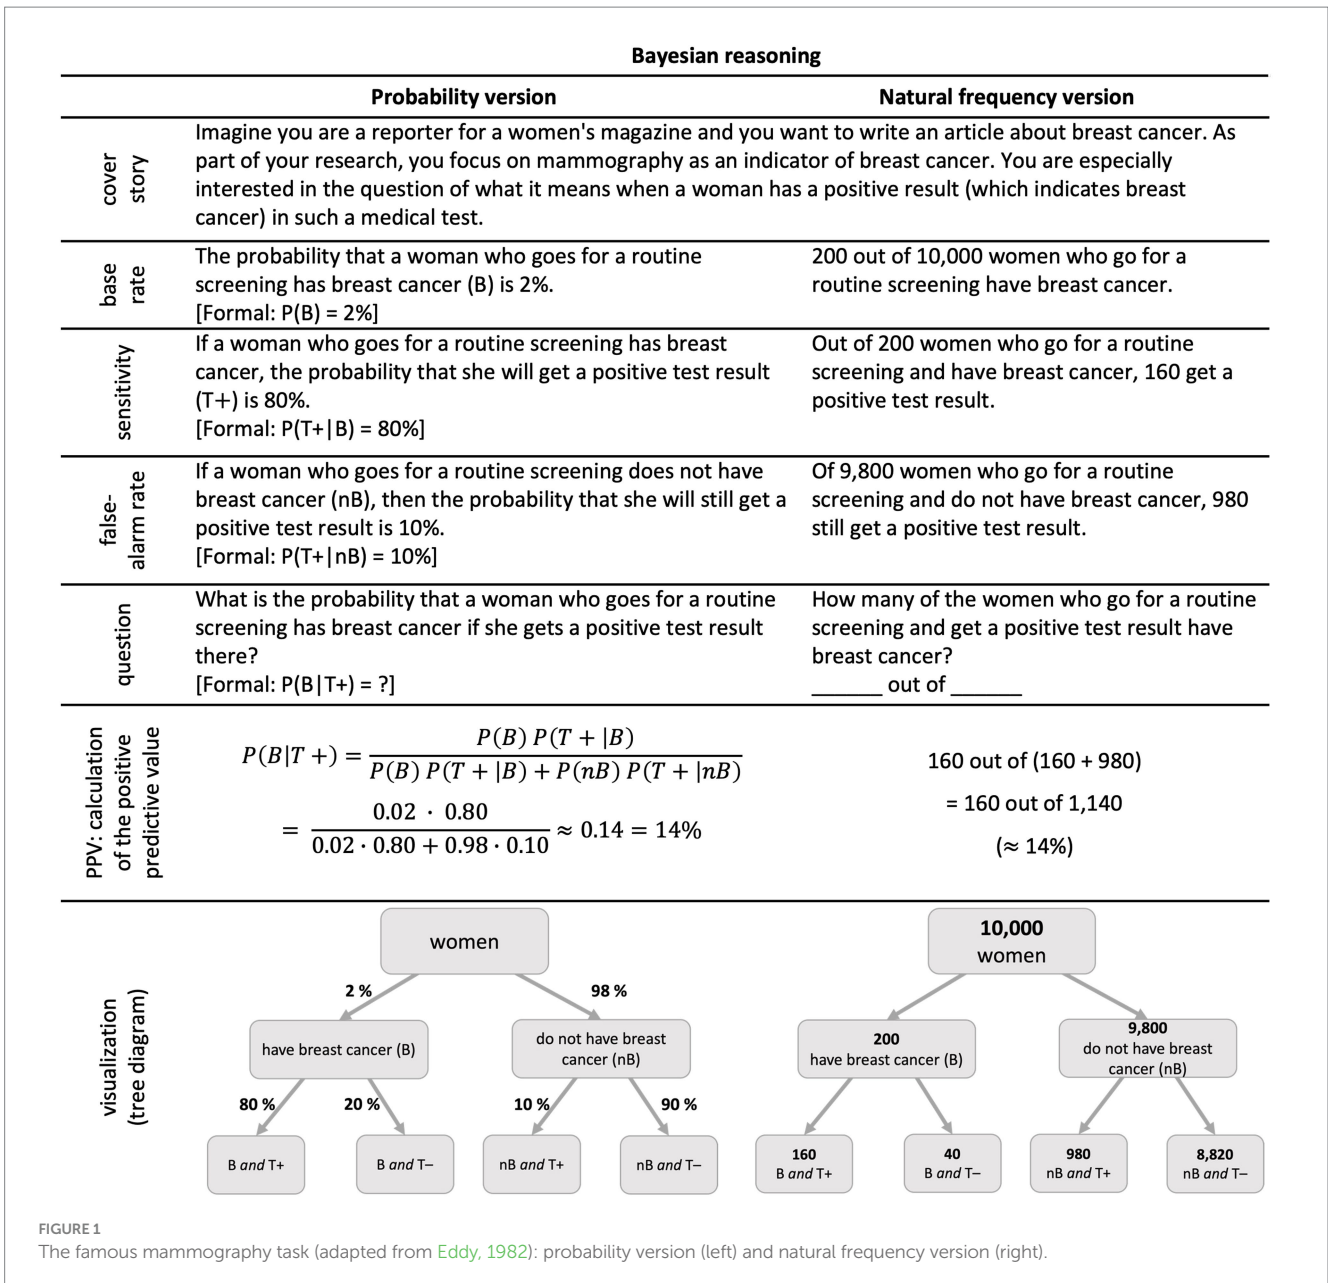 Bayesian reasoning
Probability version
Natural frequency version
cover
story
Imagine you are a reporter for a women's magazine and you want to write an article about breast cancer. As
part of your research, you focus on mammography as an indicator of breast cancer. You are especially
interested in the question of what it means when a woman has a positive result (which indicates breast
cancer) in such a medical test.
base
rate
The probability that a woman who goes for a routine
screening has breast cancer (B) is 2%.
[Formal: P(B) = 2%]
200 out of 10,000 women who go for a
routine screening have breast cancer.
sensitivity
If a woman who goes for a routine screening has breast
cancer, the probability that she will get a positive test result
(T+) is 80%.
[Formal: P(T+|B) = 80%]
Out of 200 women who go for a routine
screening and have breast cancer, 160 get a
positive test result.
false-
alarm rate
If a woman who goes for a routine screening does not have
breast cancer (nB), then the probability that she will still get a
positive test result is 10%.
[Formal: P(T+|nB) = 10%]
Of 9,800 women who go for a routine
screening and do not have breast cancer, 980
still get a positive test result.
question
What is the probability that a woman who goes for a routine
screening has breast cancer if she gets a positive test result
there?
[Formal: P(B|T+) = ?]
How many of the women who go for a routine
screening and get a positive test result have
breast cancer?
______ out of ______
PPV: calculation
of the positive
predictive value
P(B|T +) = P(B) P(T + |B) / P(B) P(T + |B) + P(nB) P(T + |nB)
= 0.02 · 0.80 / 0.02 · 0.80 + 0.98 · 0.10 ≈ 0.14 = 14%
160 out of (160 + 980)
= 160 out of 1,140
(≈ 14%)
visualization
(tree diagram)
women
2 %
98 %
have breast cancer (B)
do not have breast
cancer (nB)
80 %
20 %
10 %
90 %
B and T+
B and T−
nB and T+
nB and T−
10,000
women
200
have breast cancer (B)
9,800
do not have breast
cancer (nB)
160
B and T+
40
B and T−
980
nB and T+
8,820
nB and T−
FIGURE 1
The famous mammography task (adapted from Eddy, 1982): probability version (left) and natural frequency version (right).